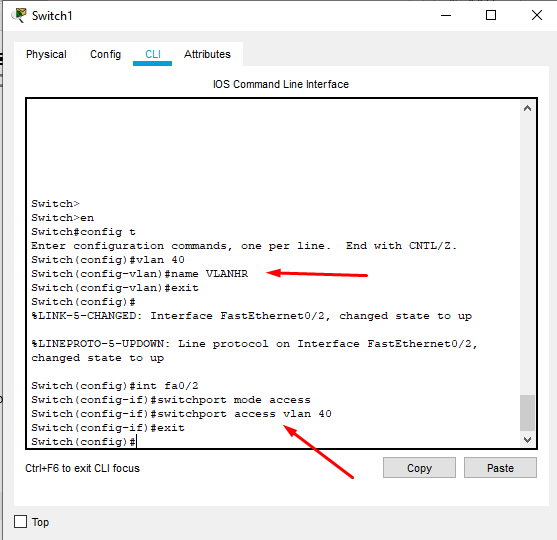 Switch1
Physical Config CLI Attributes
IOS Command Line Interface
Switch>
Switch>en
Switch#config t
Enter configuration commands, one per line.  End with CNTL/Z.
Switch(config)#vlan 40
Switch(config-vlan)#name VLANHR
Switch(config-vlan)#exit
Switch(config)#
%LINK-5-CHANGED: Interface FastEthernet0/2, changed state to up
%LINEPROTO-5-UPDOWN: Line protocol on Interface FastEthernet0/2,
changed state to up
Switch(config)#int fa0/2
Switch(config-if)#switchport mode access
Switch(config-if)#switchport access vlan 40
Switch(config-if)#exit
Switch(config)#
Ctrl+F6 to exit CLI focus
Copy Paste
Top